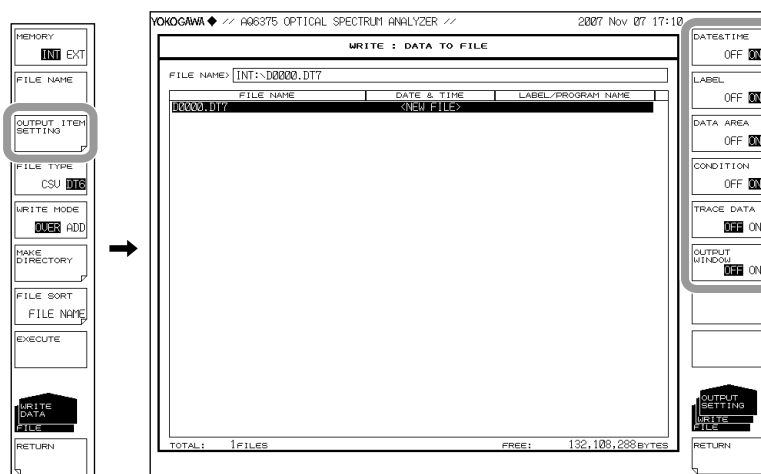 MEMORY
INT EXT
FILE NAME
OUTPUT ITEM
SETTING
FILE TYPE
CSV DT6
WRITE MODE
OVER ADD
MAKE
DIRECTORY
FILE SORT
FILE NAME
EXECUTE
WRITE
DATA
FILE
RETURN
YOKOGAWA ◆ // AQ6375 OPTICAL SPECTRUM ANALYZER // 2007 Nov 07 17:10
WRITE : DATA TO FILE
FILE NAME> INT:\D0000.DT7
FILE NAME DATE & TIME LABEL/PROGRAM NAME
D0000.DT7 <NEW FILE>
TOTAL: 1FILES FREE: 132,108,288BYTES
DATE&TIME
OFF ON
LABEL
OFF ON
DATA AREA
OFF ON
CONDITION
OFF ON
TRACE DATA
OFF ON
OUTPUT
WINDOW
OFF ON
OUTPUT
SETTING
WRITE
FILE
RETURN